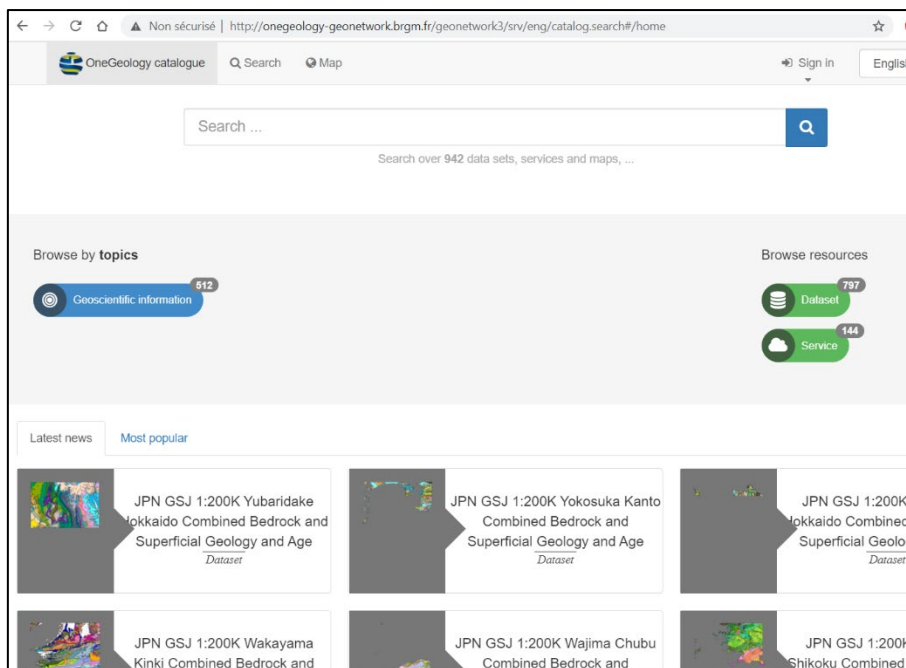 Non sécurisé | http://onegeology-geonetwork.brgm.fr/geonetwork3/srv/eng/catalog.search#/home
OneGeology catalogue Search Map Sign in
Search ...
Search over 942 data sets, services and maps, ...
Browse by topics Browse resources
512 Geoscientific information
797 Dataset
144 Service
Latest news Most popular
JPN GSJ 1:200K Yubaridake
Combined Bedrock and
Superficial Geology and Age
Dataset
JPN GSJ 1:200K Yokosuka Kanto
Combined Bedrock and
Superficial Geology and Age
Dataset
JPN GSJ 1:200K
Superficial
Dataset
JPN GSJ 1:200K Wakayama
Kinki Combined Bedrock and
JPN GSJ 1:200K Wajima Chubu
Combined Bedrock and
JPN GSJ 1:200K
Shikoku Combined